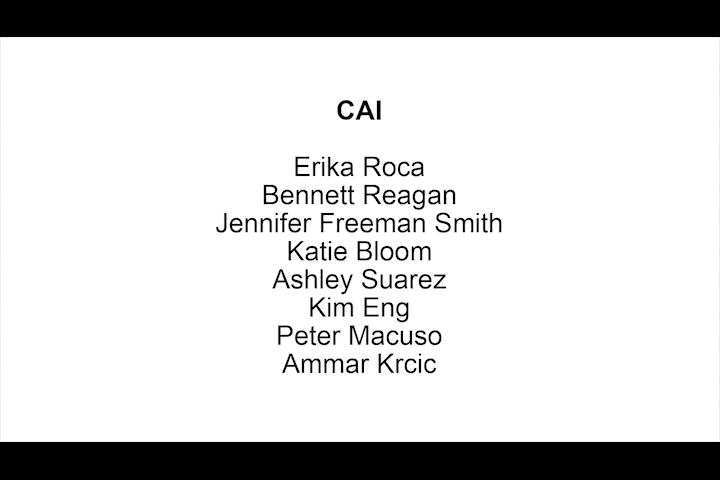 CAI
Erika Roca
Bennett Reagan
Jennifer Freeman Smith
Katie Bloom
Ashley Suarez
Kim Eng
Peter Macuso
Ammar Krcic